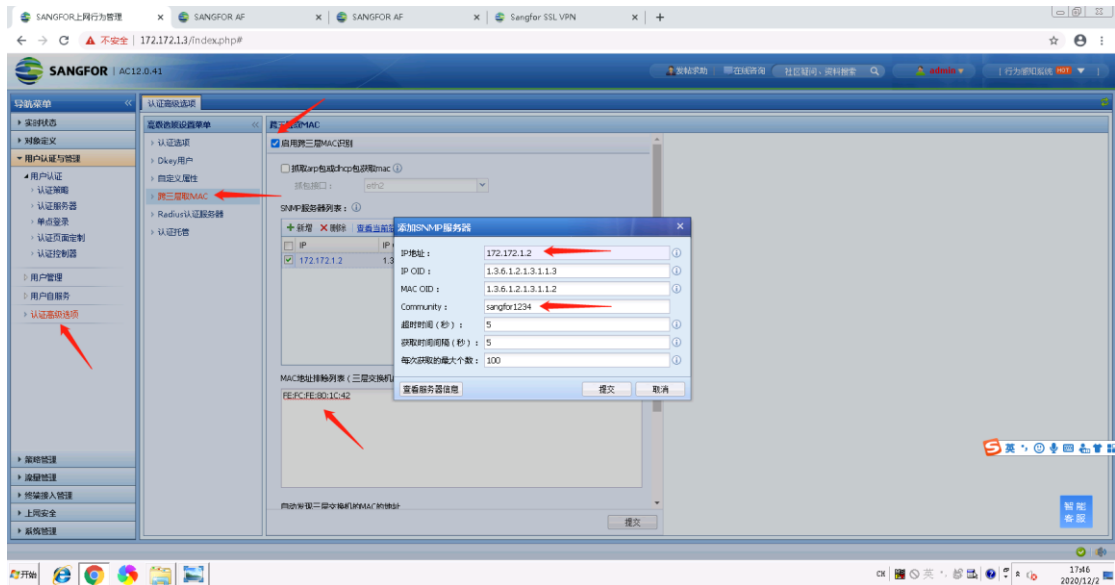 SANGFOR上网行为管理 SANGFOR AF SANGFOR AF Sangfor SSL VPN
不安全 172.172.1.3/index.php#
SANGFOR AC12.0.41 发帖求助 在线咨询 社区疑问,资料搜索 admin 行为感知系统 HOT
导航菜单 认证高级选项
实时状态 高级选项设置菜单 跨三层取MAC
对象定义 认证选项 启用跨三层MAC识别
用户认证与管理 Dkey用户 抓取arp包或dhcp包获取mac
用户认证 自定义属性 抓包接口: eth2
认证策略 跨三层取MAC SNMP服务器列表:
认证服务器 Radius认证服务器 新增 删除
单点登录 认证托管 IP
认证页面定制 172.172.1.2 1.3
认证控制器
用户管理
用户自服务
认证高级选项
添加SNMP服务器
IP地址: 172.172.1.2
IP OID: 1.3.6.1.2.1.3.1.1.3
MAC OID: 1.3.6.1.2.1.3.1.1.2
Community: sangfor1234
超时时间(秒): 5
获取时间间隔(秒): 5
每次获取的最大个数: 100
查看服务器信息 提交 取消
MAC地址排除列表(三层交换机
FE:FC:FE:8D:1C:42
自动发现三层交换机的MAC的地址
提交
策略管理
流量管理
终端接入管理
上网安全
系统管理
英
智能
客服
开始 CK 英 17:46
2020/12/2